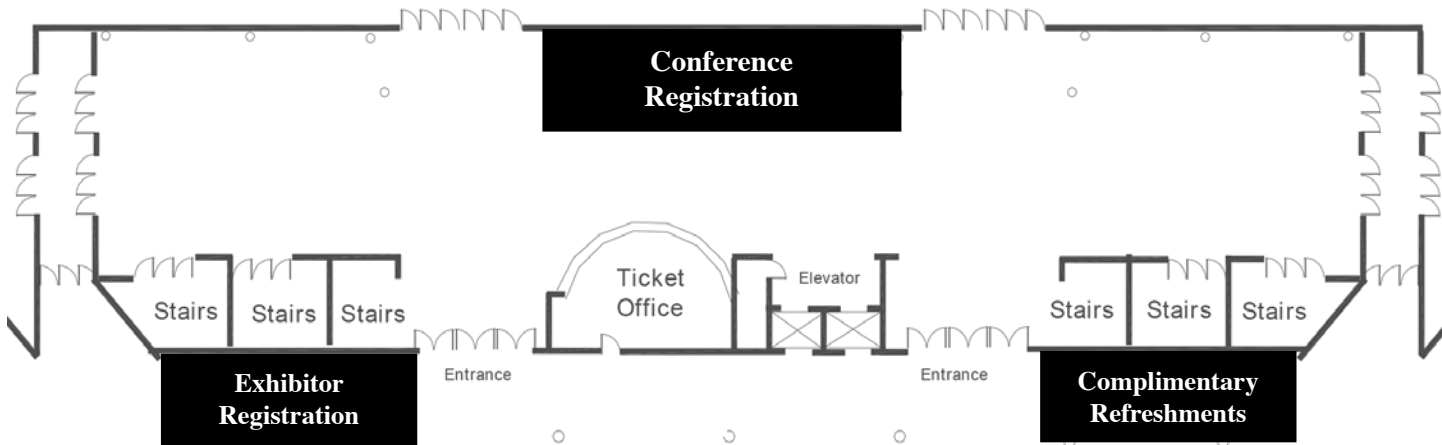 Conference
Registration
Ticket
Office
Elevator
Stairs
Stairs
Stairs
Stairs
Stairs
Stairs
Entrance
Entrance
Exhibitor
Registration
Complimentary
Refreshments